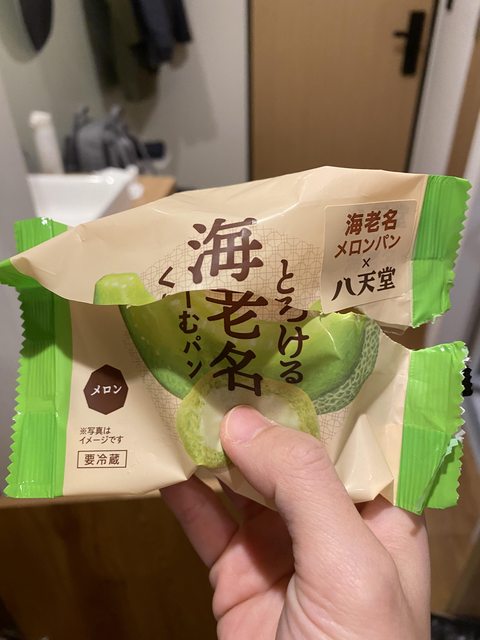 海老名
メロンパン
×
八天堂
とろける
海老名
くりーむパン
メロン
※写真は
イメージです
要冷蔵